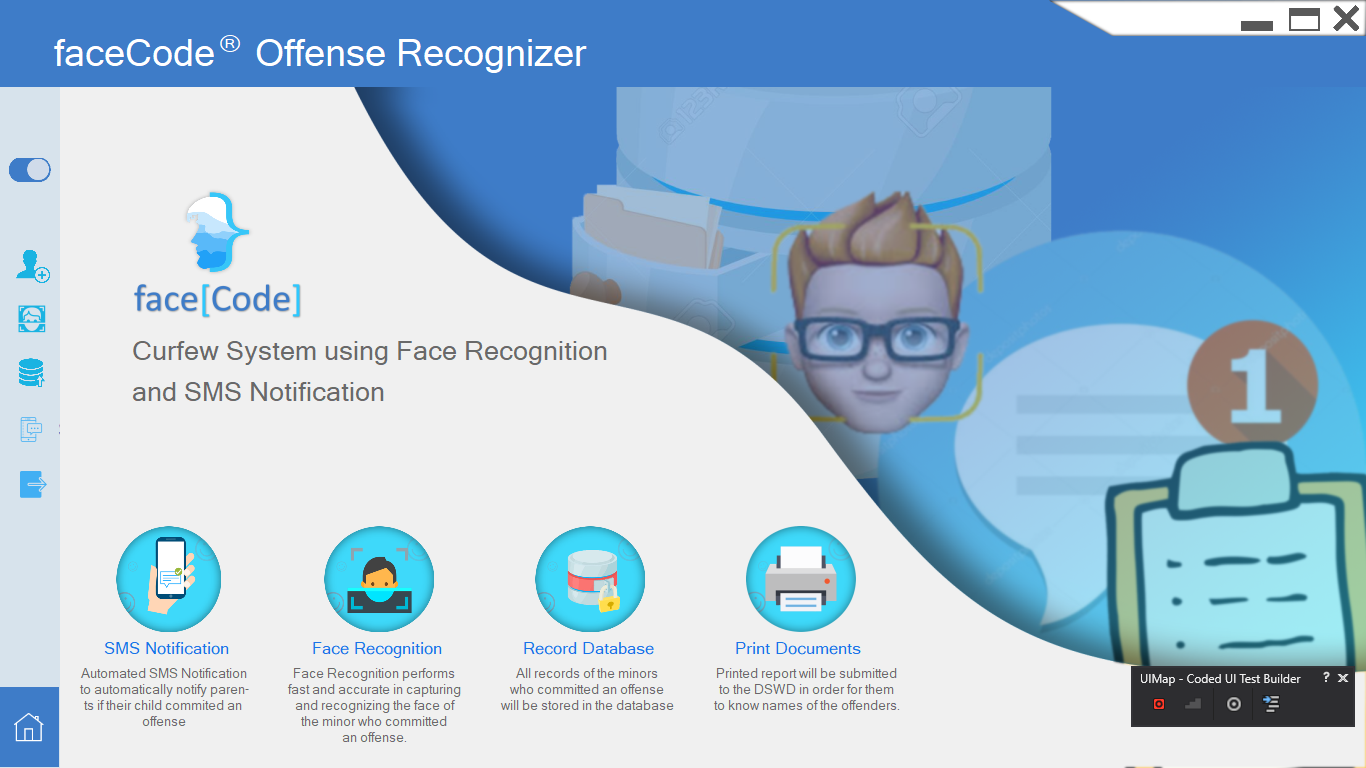 faceCode® Offense Recognizer
face[Code]
Curfew System using Face Recognition
and SMS Notification
1
SMS Notification
Automated SMS Notification
to automatically notify paren-
ts if their child commited an
offense
Face Recognition
Face Recognition performs
fast and accurate in capturing
and recognizing the face of
the minor who committed
an offense.
Record Database
All records of the minors
who committed an offense
will be stored in the database
Print Documents
Printed report will be submitted
to the DSWD in order for them
to know names of the offenders.
UIMap - Coded UI Test Builder
?